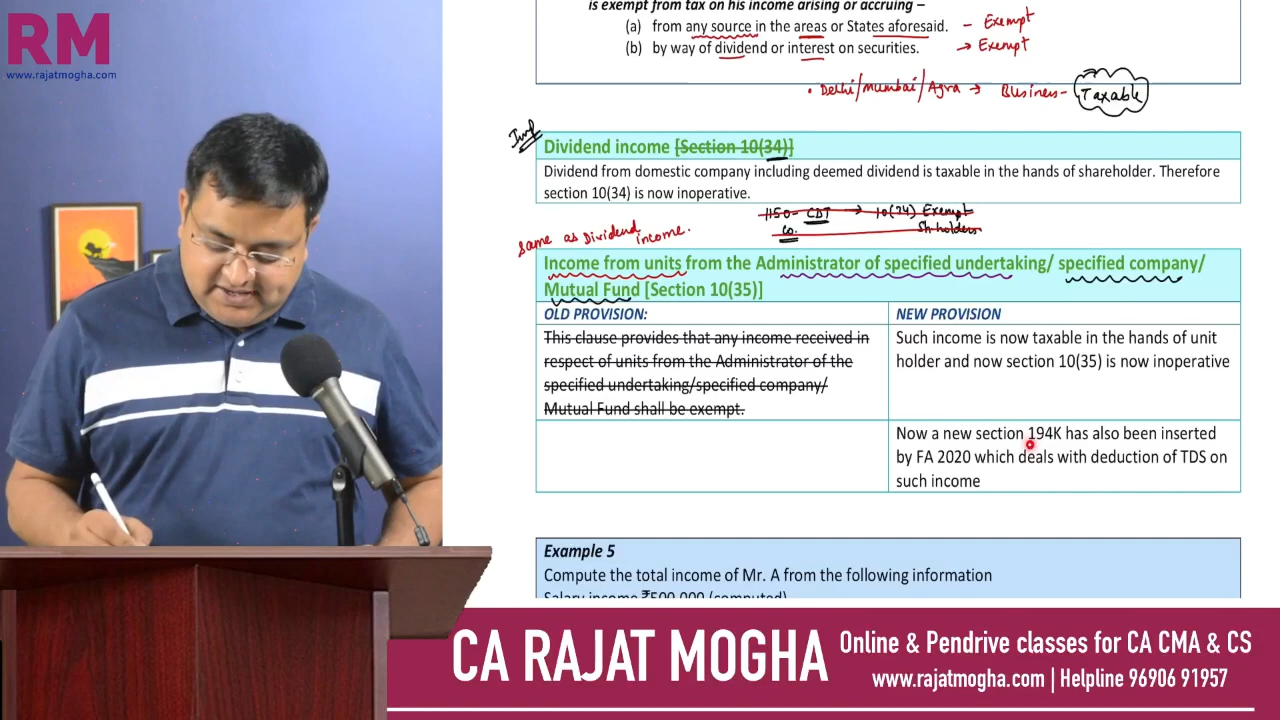 RM
www.rajatmogha.com
is exempt from tax on his income arising or accruing –
(a) from any source in the areas or States aforesaid. – Exempt
(b) by way of dividend or interest on securities. → Exempt
• Delhi/Mumbai/Agra → Business – Taxable
Imp
Dividend income [Section 10(34)]
Dividend from domestic company including deemed dividend is taxable in the hands of shareholder. Therefore
section 10(34) is now inoperative.
115O – CDT → 10(34) Exempt
Co. Sh holders
Same as Dividend income.
Income from units from the Administrator of specified undertaking/ specified company/
Mutual Fund [Section 10(35)]
OLD PROVISION:
This clause provides that any income received in
respect of units from the Administrator of the
specified undertaking/specified company/
Mutual Fund shall be exempt.
NEW PROVISION
Such income is now taxable in the hands of unit
holder and now section 10(35) is now inoperative
Now a new section 194K has also been inserted
by FA 2020 which deals with deduction of TDS on
such income
Example 5
Compute the total income of Mr. A from the following information
Salary income ₹500,000 (computed)
CA RAJAT MOGHA
Online & Pendrive classes for CA CMA & CS
www.rajatmogha.com | Helpline 96906 91957